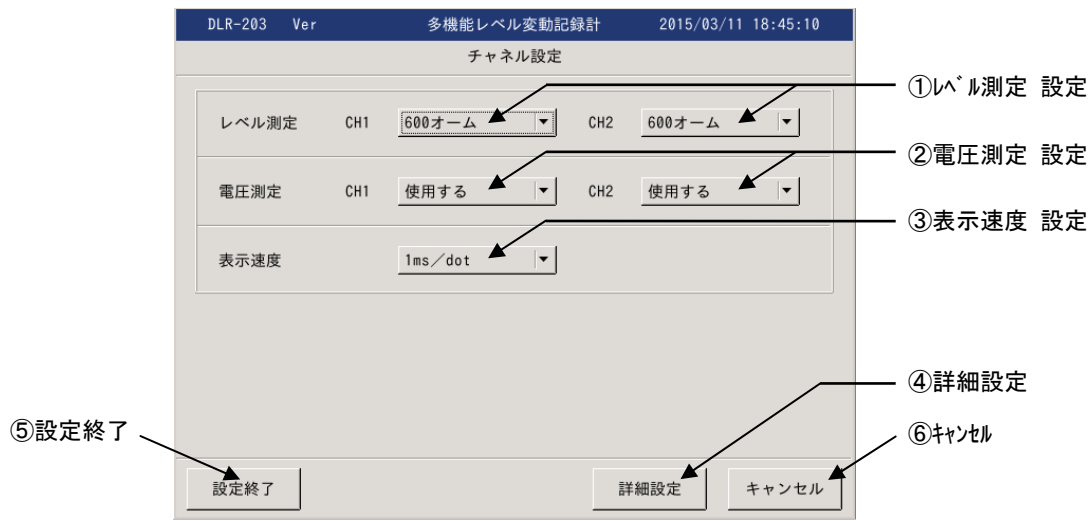 DLR-203 Ver 多機能レベル変動記録計 2015/03/11 18:45:10
チャネル設定
レベル測定 CH1 600オーム CH2 600オーム
電圧測定 CH1 使用する CH2 使用する
表示速度 1ms／dot
設定終了 詳細設定 キャンセル
①ﾚﾍﾞﾙ測定 設定
②電圧測定 設定
③表示速度 設定
④詳細設定
⑤設定終了
⑥ｷｬﾝｾﾙ